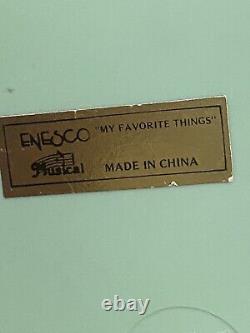 ENESCO "MY FAVORITE THINGS"
Musical MADE IN CHINA